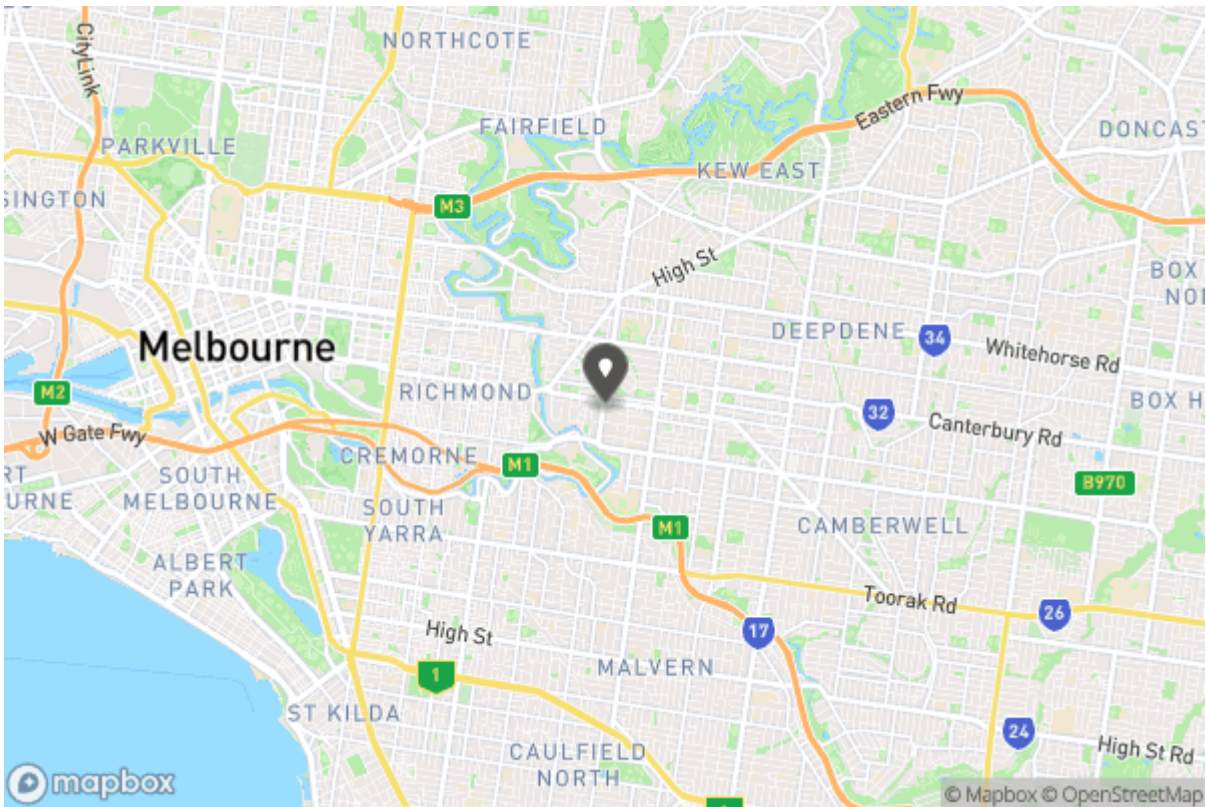 CityLink
NORTHCOTE
Eastern Fwy
FAIRFIELD
DONCAST
PARKVILLE
KEW EAST
SINGTON
M3
High St
BOX
NO
DEEPDENE
34
Whitehorse Rd
Melbourne
M2
RICHMOND
32
BOX H
Canterbury Rd
W Gate Fwy
CREMORNE
M1
RT
URNE
SOUTH
MELBOURNE
B970
SOUTH
YARRA
M1
CAMBERWELL
ALBERT
PARK
Toorak Rd
26
High St
17
MALVERN
1
ST KILDA
24
High St Rd
CAULFIELD
NORTH
mapbox
© Mapbox © OpenStreetMap